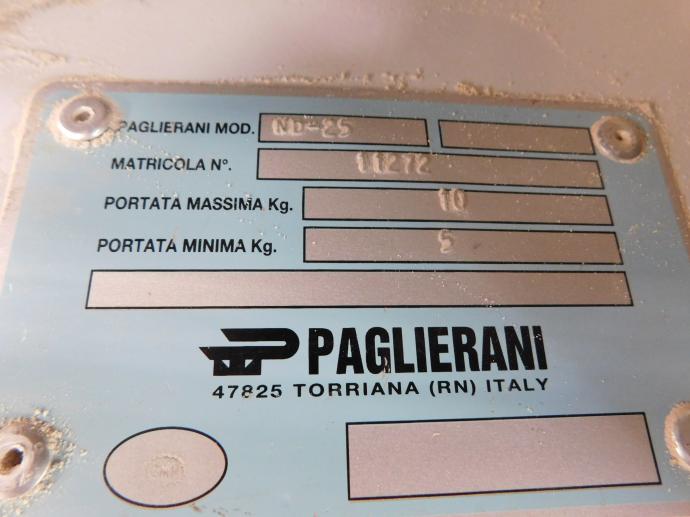 PAGLIERANI MOD. ND-25
MATRICOLA N°. 11272
PORTATA MASSIMA Kg. 10
PORTATA MINIMA Kg. 5
PAGLIERANI
47825 TORRIANA (RN) ITALY